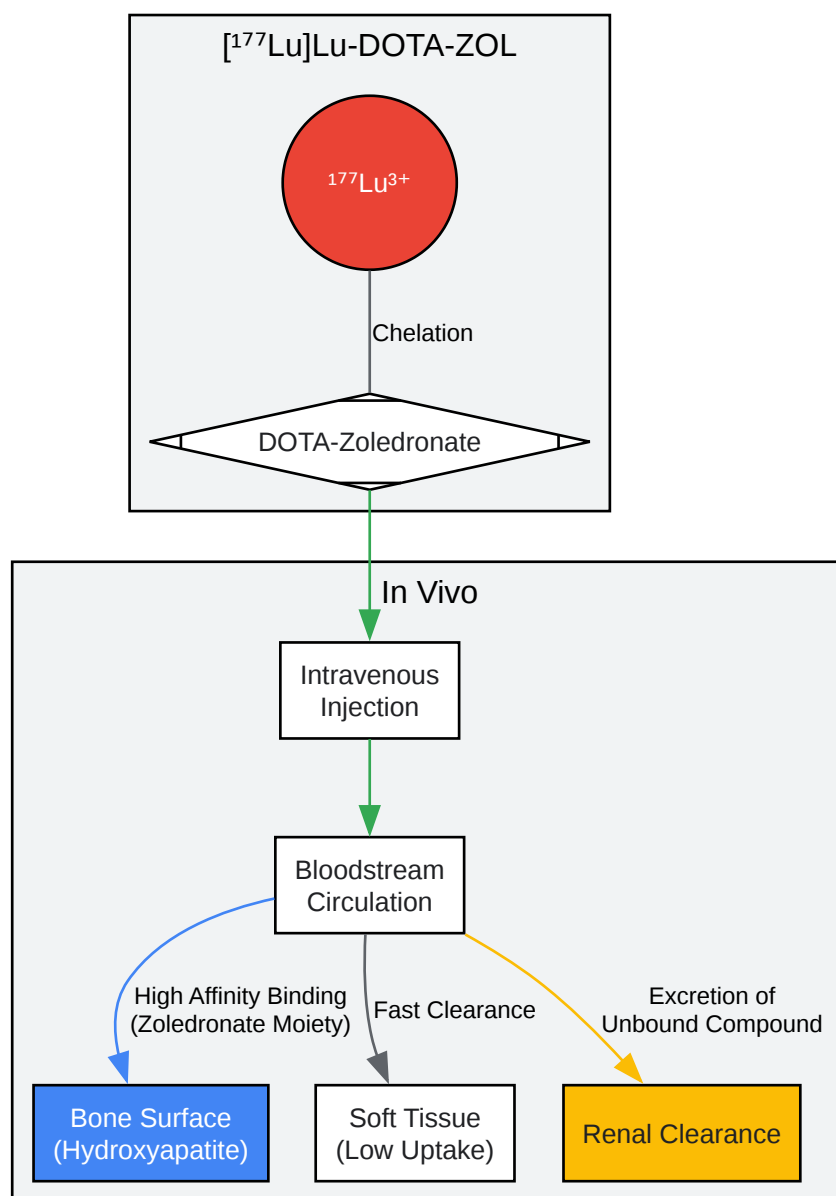 [¹⁷⁷Lu]Lu-DOTA-ZOL
¹⁷⁷Lu³⁺
Chelation
DOTA-Zoledronate
In Vivo
Intravenous
Injection
Bloodstream
Circulation
High Affinity Binding
(Zoledronate Moiety)
Fast Clearance
Excretion of
Unbound Compound
Bone Surface
(Hydroxyapatite)
Soft Tissue
(Low Uptake)
Renal Clearance